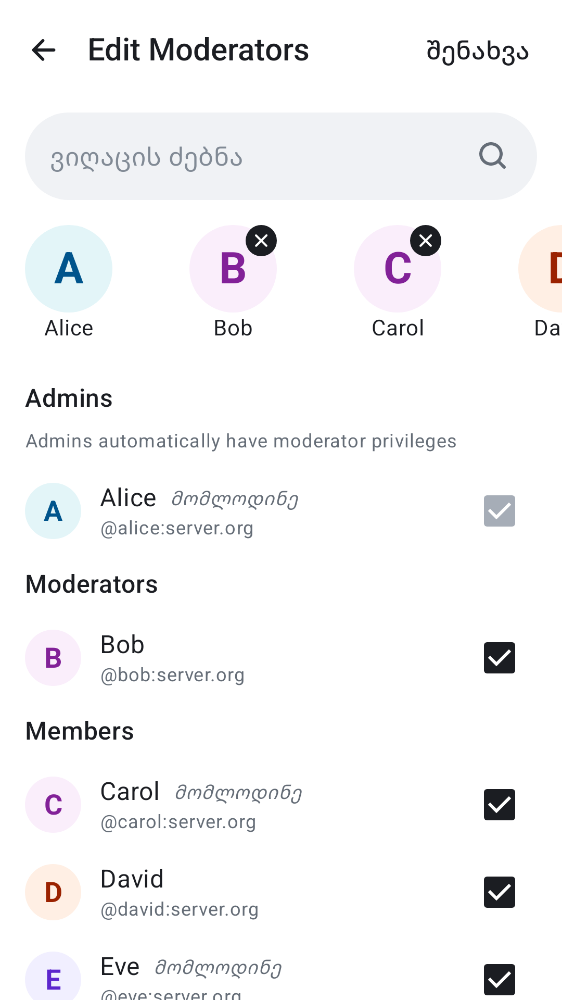 Edit Moderators
შენახვა
ვიღაცის ძებნა
A
B
C
Alice
Bob
Carol
Da
Admins
Admins automatically have moderator privileges
A
Alice მომლოდინე
@alice:server.org
Moderators
B
Bob
@bob:server.org
Members
C
Carol მომლოდინე
@carol:server.org
D
David
@david:server.org
E
Eve მომლოდინე
@eve:server.org